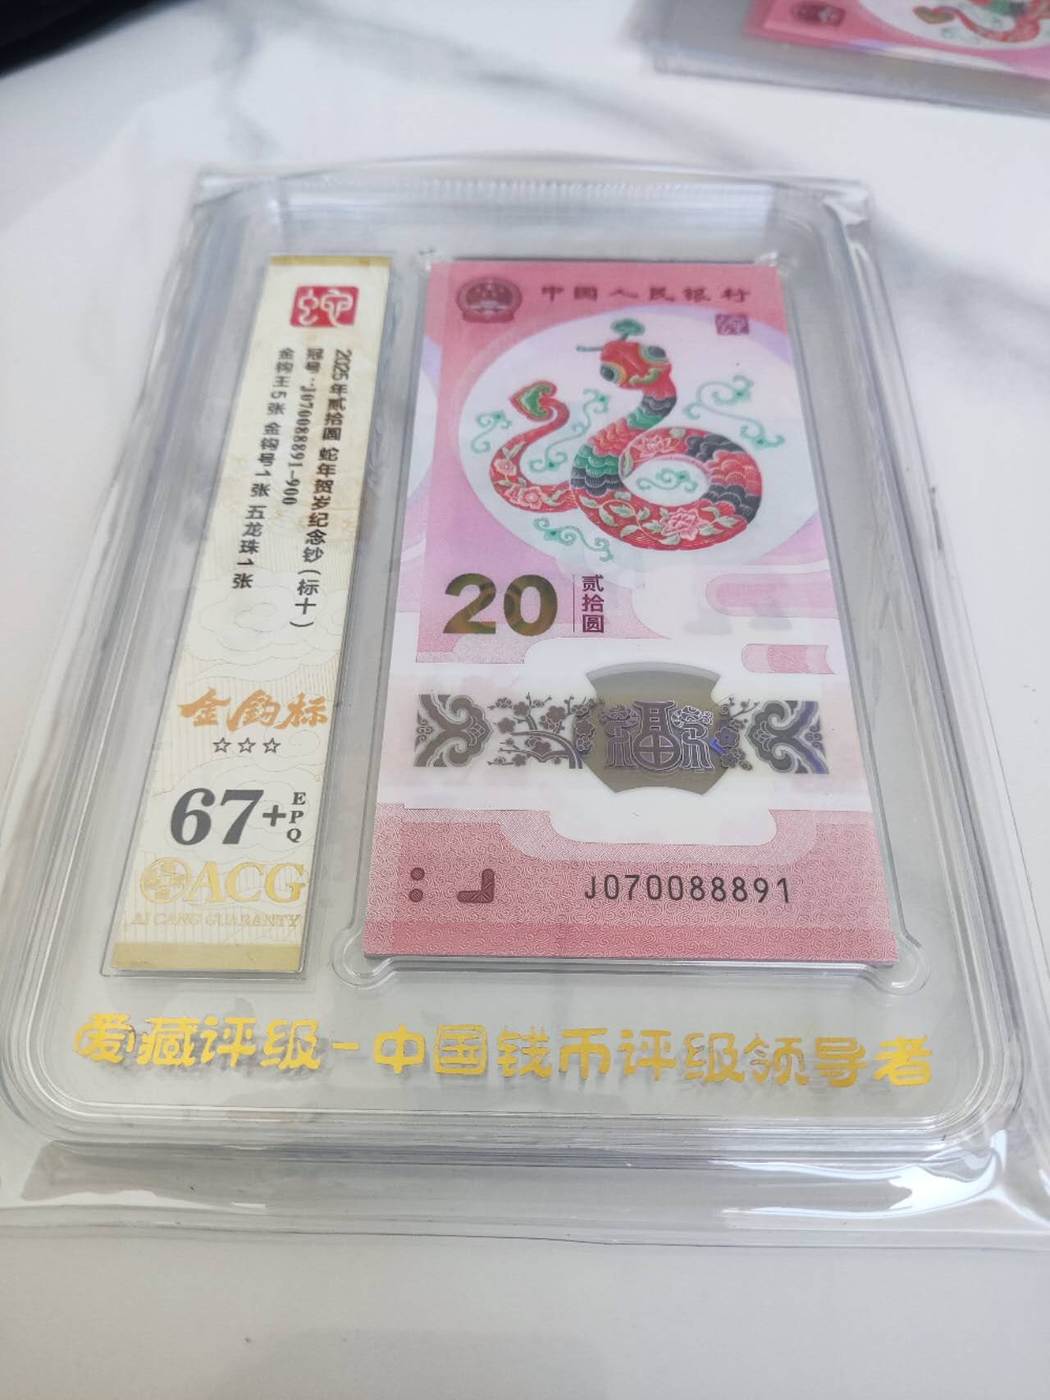 蛇
2025年贰拾圆 蛇年贺岁纪念钞(标十)
冠号:J070088891-900
金钩王5张 金钩号1张 五龙珠1张
金钩标
☆☆☆
67+ EPQ
ACG
AI CANG GUARANTY
中国人民银行
蛇
20 贰拾圆
福
J070088891
爱藏评级-中国钱币评级领导者